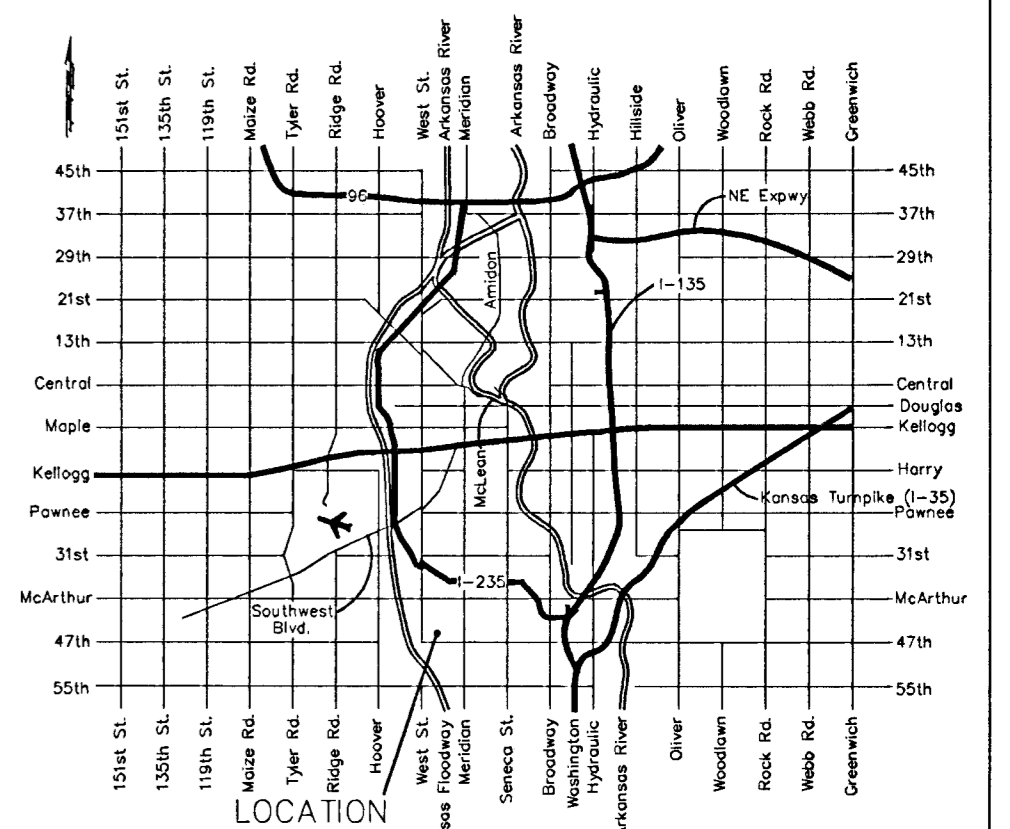 151st St.
135th St.
119th St.
Maize Rd.
Tyler Rd.
Ridge Rd.
Hoover
West St.
Arkansas River
Meridian
Arkansas River
Broadway
Hydraulic
Hillside
Oliver
Woodlawn
Rock Rd.
Webb Rd.
Greenwich
45th
45th
96
NE Expwy
37th
37th
29th
29th
Amidon
I-135
21st
21st
13th
13th
Central
Central
Douglas
Maple
Kellogg
McLean
Kellogg
Harry
Kansas Turnpike (I-35)
Pawnee
Pawnee
31st
31st
I-235
McArthur
McArthur
Southwest
Blvd.
47th
47th
55th
55th
151st St.
135th St.
119th St.
Maize Rd.
Tyler Rd.
Ridge Rd.
Hoover
West St.
sas Floodway
Meridian
Seneca St.
Broadway
Washington
Hydraulic
Arkansas River
Oliver
Woodlawn
Rock Rd.
Webb Rd.
Greenwich
LOCATION